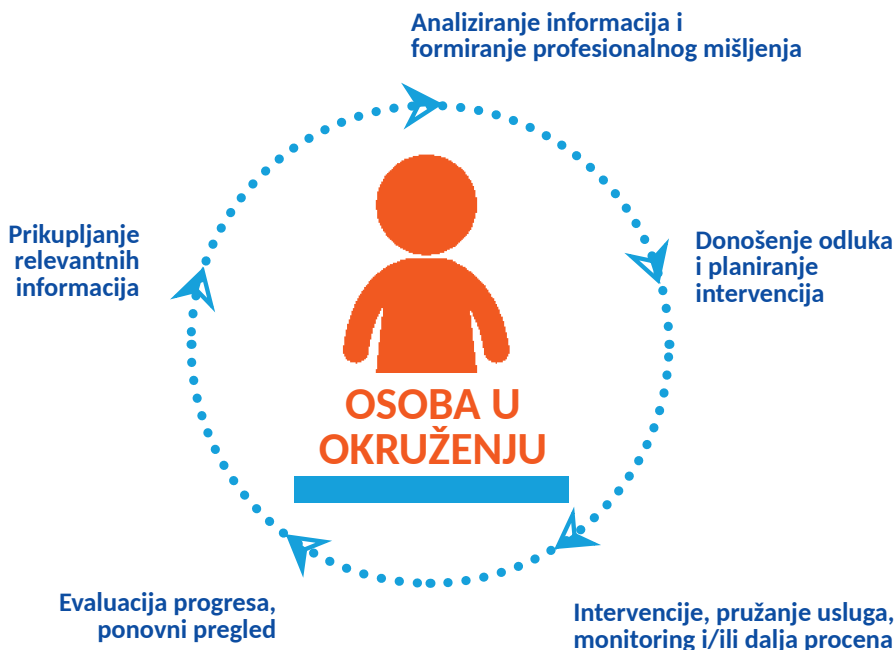 Analiziranje informacija i
formiranje profesionalnog mišljenja
Prikupljanje
relevantnih
informacija
Donošenje odluka
i planiranje
intervencija
OSOBA U
OKRUŽENJU
Evaluacija progresa,
ponovni pregled
Intervencije, pružanje usluga,
monitoring i/ili dalja procena